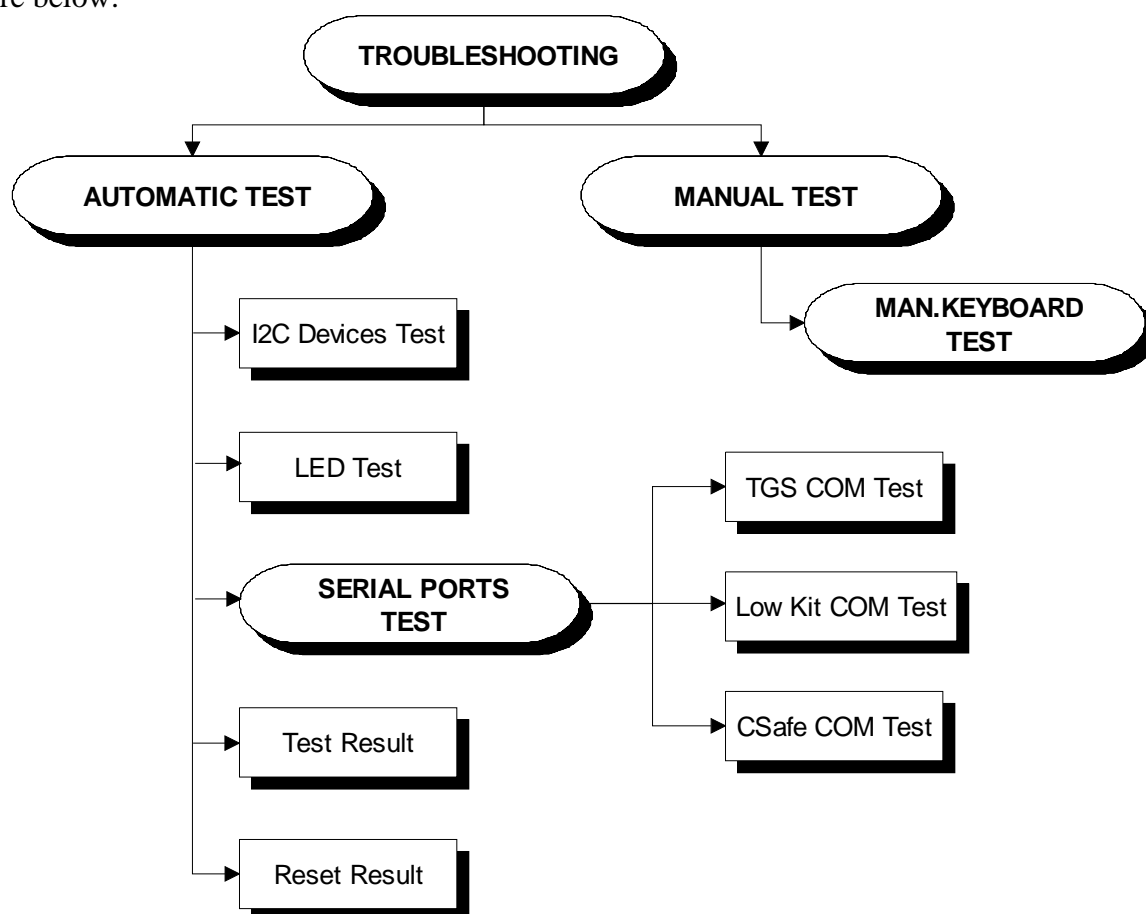 re below:
TROUBLESHOOTING
AUTOMATIC TEST
MANUAL TEST
I2C Devices Test
MAN.KEYBOARD
TEST
LED Test
TGS COM Test
SERIAL PORTS
TEST
Low Kit COM Test
CSafe COM Test
Test Result
Reset Result